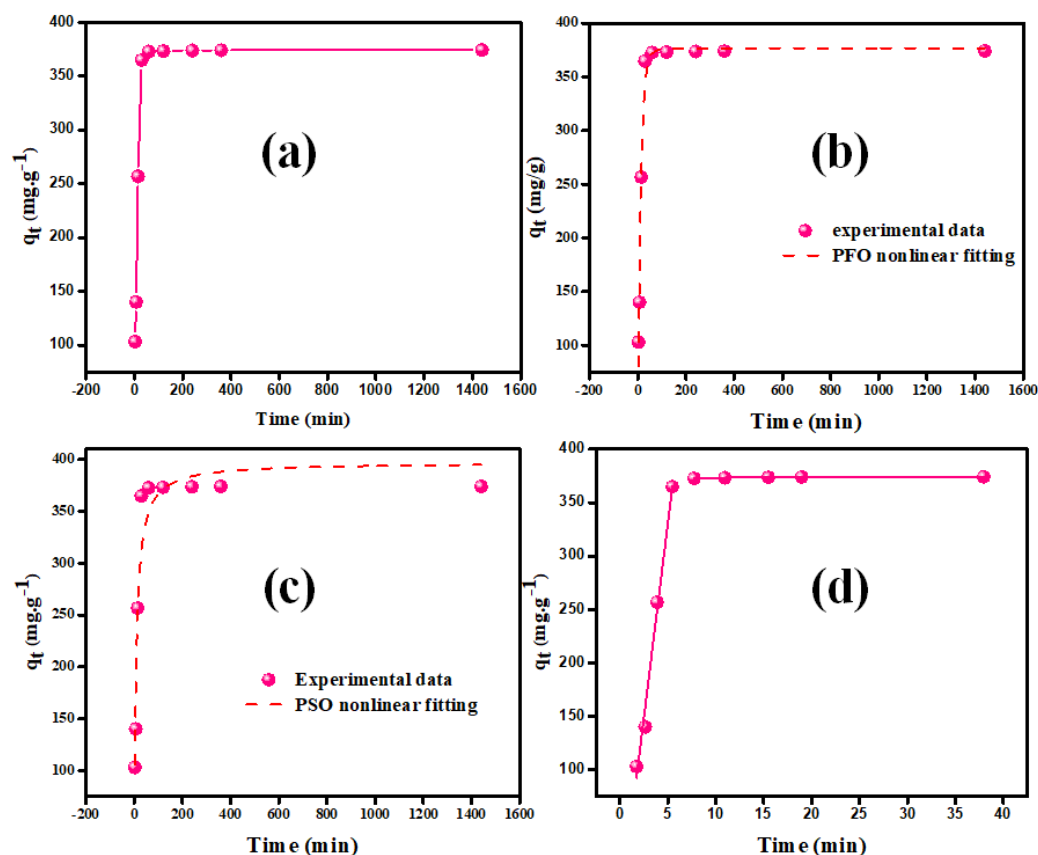 400
350
300
250
200
150
100
qt (mg.g⁻¹)
(a)
-200 0 200 400 600 800 1000 1200 1400 1600
Time (min)
400
350
300
250
200
150
100
qt (mg/g)
(b)
experimental data
PFO nonlinear fitting
-200 0 200 400 600 800 1000 1200 1400 1600
Time (min)
400
350
300
250
200
150
100
qt (mg.g⁻¹)
(c)
Experimental data
PSO nonlinear fitting
-200 0 200 400 600 800 1000 1200 1400 1600
Time (min)
400
350
300
250
200
150
100
qt (mg.g⁻¹)
(d)
0 5 10 15 20 25 30 35 40
Time (min)